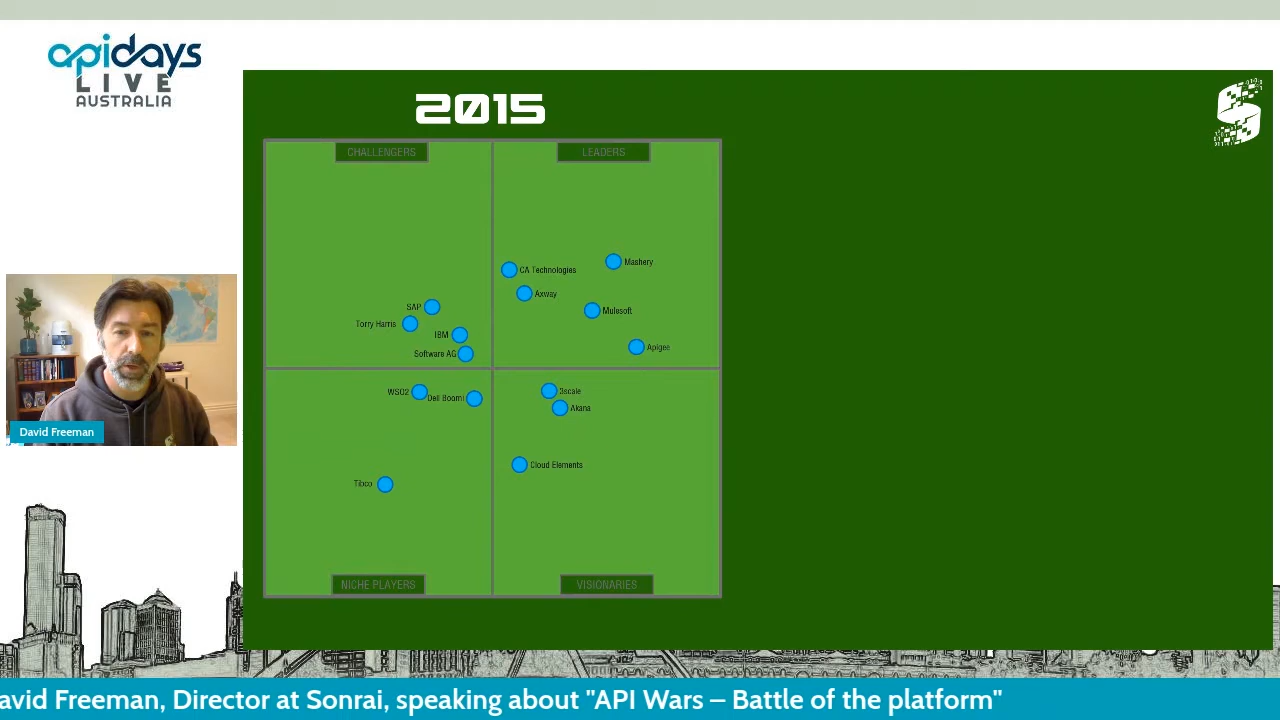 apidays
LIVE
AUSTRALIA
2015
CHALLENGERS
LEADERS
Mashery
CA Technologies
Axway
SAP
Mulesoft
Torry Harris
IBM
Apigee
Software AG
3scale
WSO2
Dell Boomi
Akana
Cloud Elements
Tibco
NICHE PLAYERS
VISIONARIES
David Freeman
avid Freeman, Director at Sonrai, speaking about "API Wars – Battle of the platform"